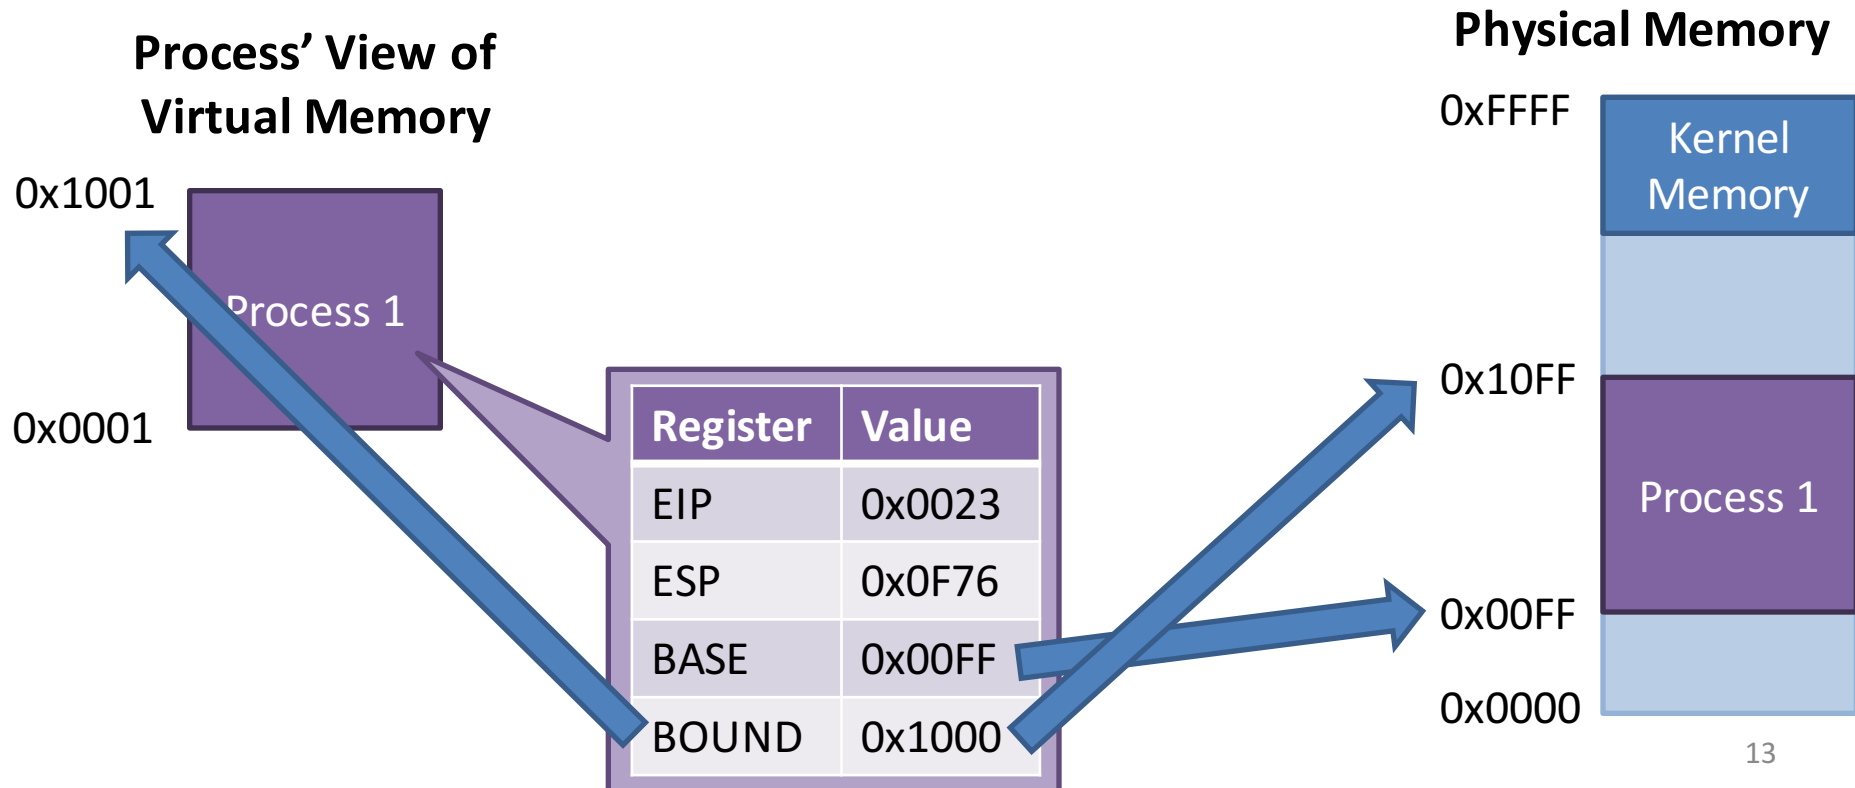 Process’ View of
Virtual Memory
0x1001
Process 1
0x0001
Register Value
EIP 0x0023
ESP 0x0F76
BASE 0x00FF
BOUND 0x1000
Physical Memory
0xFFFF
Kernel
Memory
0x10FF
Process 1
0x00FF
0x0000
13